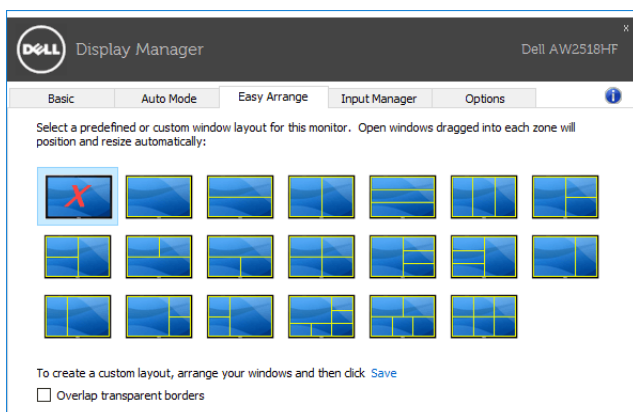 x
DELL Display Manager Dell AW2518HF
Basic Auto Mode Easy Arrange Input Manager Options i
Select a predefined or custom window layout for this monitor. Open windows dragged into each zone will
position and resize automatically:
X
To create a custom layout, arrange your windows and then click Save
Overlap transparent borders